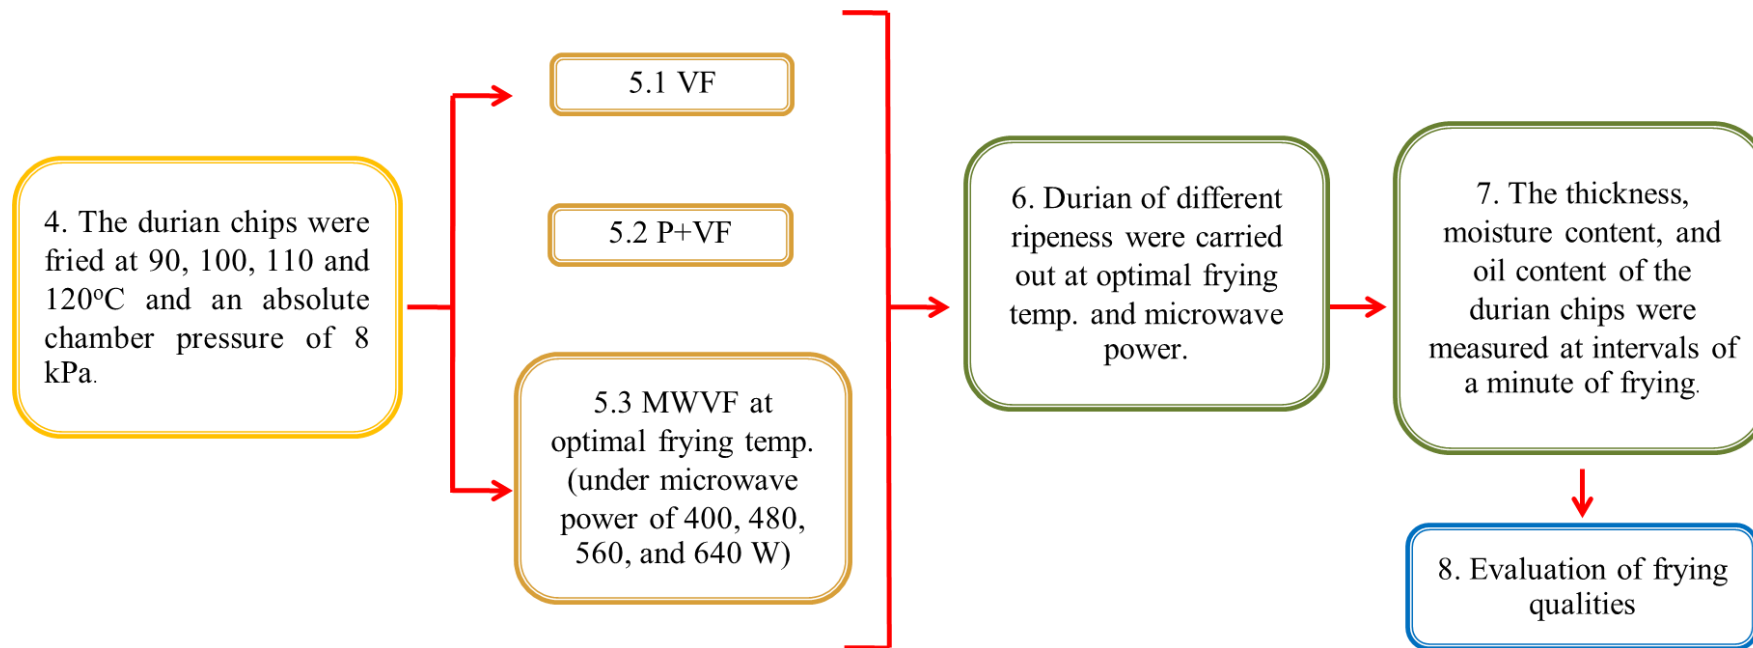 4. The durian chips were
fried at 90, 100, 110 and
120°C and an absolute
chamber pressure of 8
kPa.
5.1 VF
5.2 P+VF
5.3 MWVF at
optimal frying temp.
(under microwave
power of 400, 480,
560, and 640 W)
6. Durian of different
ripeness were carried
out at optimal frying
temp. and microwave
power.
7. The thickness,
moisture content, and
oil content of the
durian chips were
measured at intervals of
a minute of frying.
8. Evaluation of frying
qualities